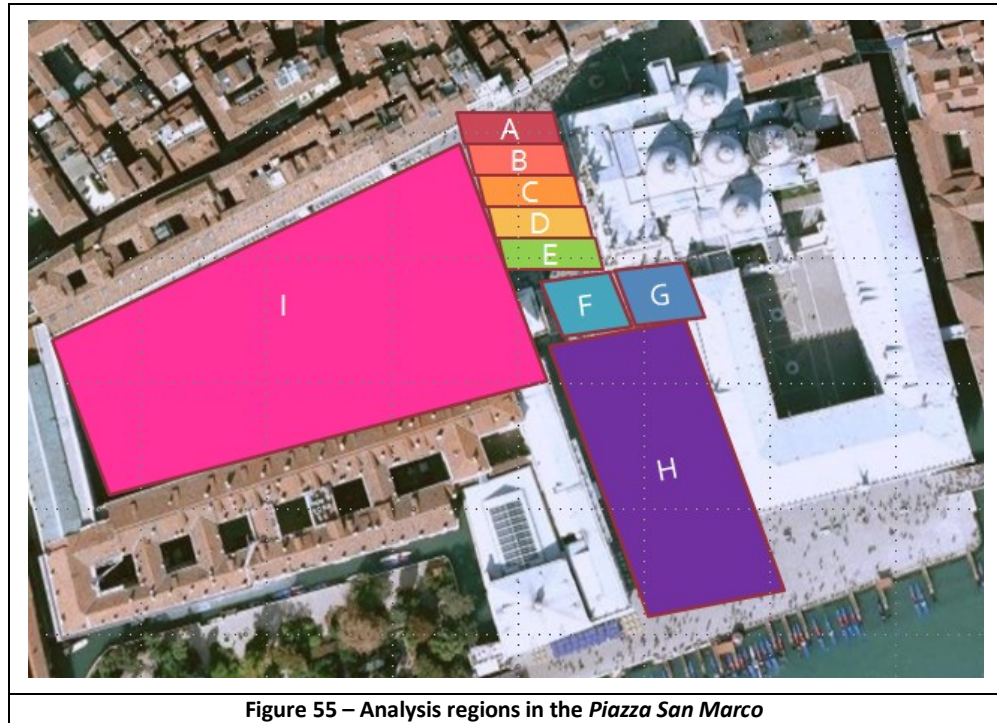 A
B
C
D
E
I
F
G
H
Figure 55 – Analysis regions in the Piazza San Marco